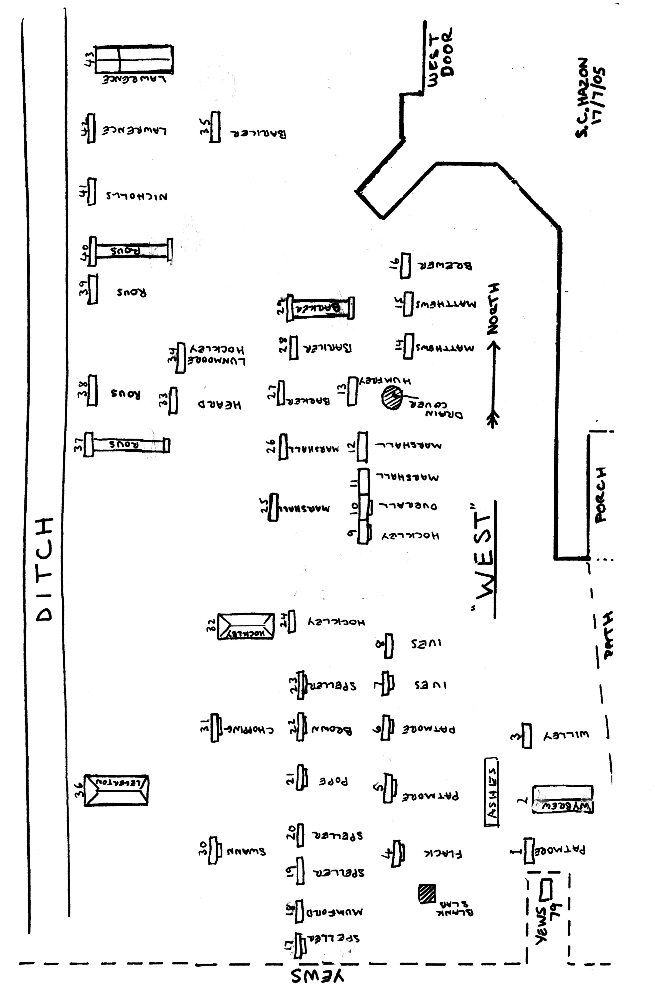 DITCH
43
LAWRENCE
42
LAWRENCE
35
BARKER
41
NICHOLLS
40
ROUS
39
ROUS
38
ROUS
37
ROUS
34
HOCKLEY
LUNMOORE
33
HEARD
29
BARKER
28
BARKER
27
BARKER
26
MARSHALL
25
MARSHALL
16
BREWER
15
MATTHEWS
14
MATTHEWS
13
HUMFREY
DRAIN
COVER
12
MARSHALL
11
MARSHALL
10
OVERALL
9
HOCKLEY
32
HOCKLEY
24
HOCKLEY
8
IVES
23
SPELLER
7
IVES
31
CHOPPING
22
BROWN
6
PATMORE
3
WILLEY
36
LEGERTON
21
POPE
5
PATMORE
ASHES
2
WYBREW
30
SWANN
20
SPELLER
4
FLACK
1
PATMORE
19
SPELLER
18
MUMFORD
BLANK
SLAB
YEWS
79
17
SPELLER
YEWS
WEST
DOOR
NORTH
"WEST"
PORCH
PATH
S.C. HAZON
17/7/05